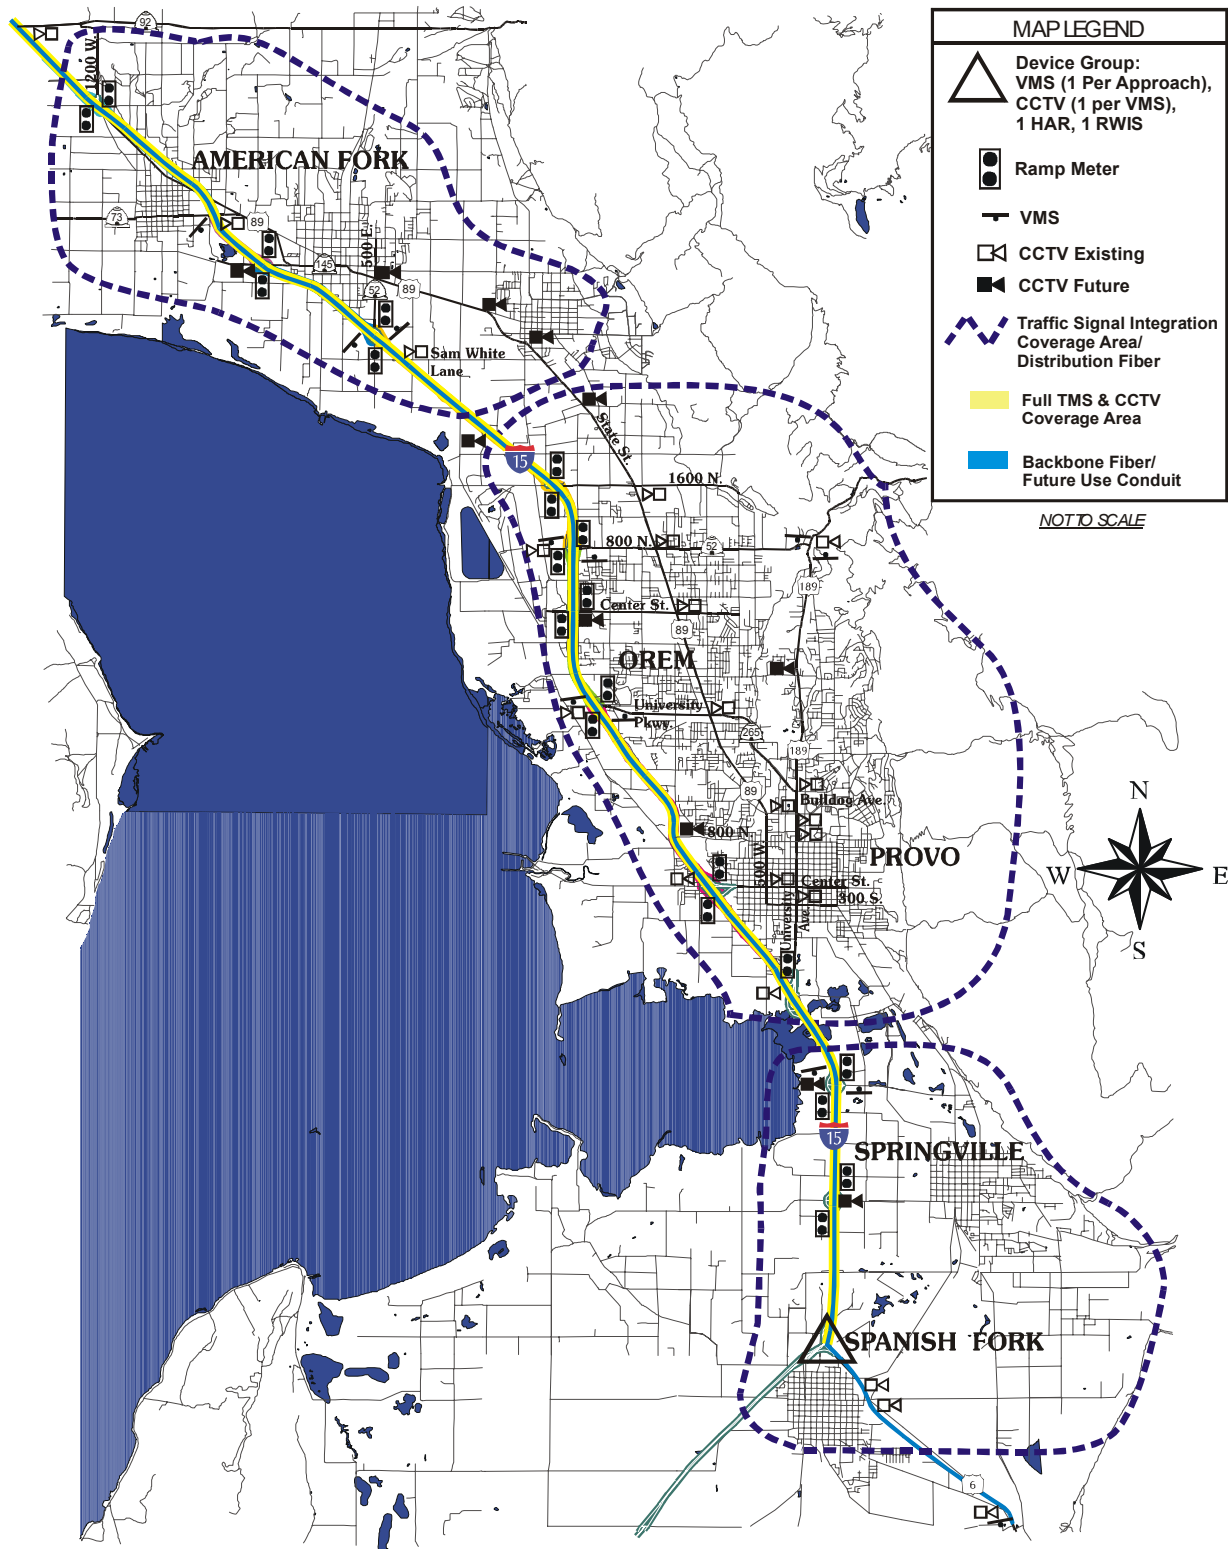 MAP LEGEND
Device Group:
VMS (1 Per Approach),
CCTV (1 per VMS),
1 HAR, 1 RWIS
Ramp Meter
VMS
CCTV Existing
CCTV Future
Traffic Signal Integration
Coverage Area/
Distribution Fiber
Full TMS & CCTV
Coverage Area
Backbone Fiber/
Future Use Conduit
NOT TO SCALE
92
1200 W.
AMERICAN FORK
73
89
500 E.
145
52
89
Sam White
Lane
State St.
15
1600 N.
800 N.
52
189
Center St.
89
OREM
University
Pkwy.
265
189
89
Bulldog Ave.
800 N.
500 W.
PROVO
Center St.
300 S.
University
Ave.
N
W
E
S
15
SPRINGVILLE
SPANISH FORK
6